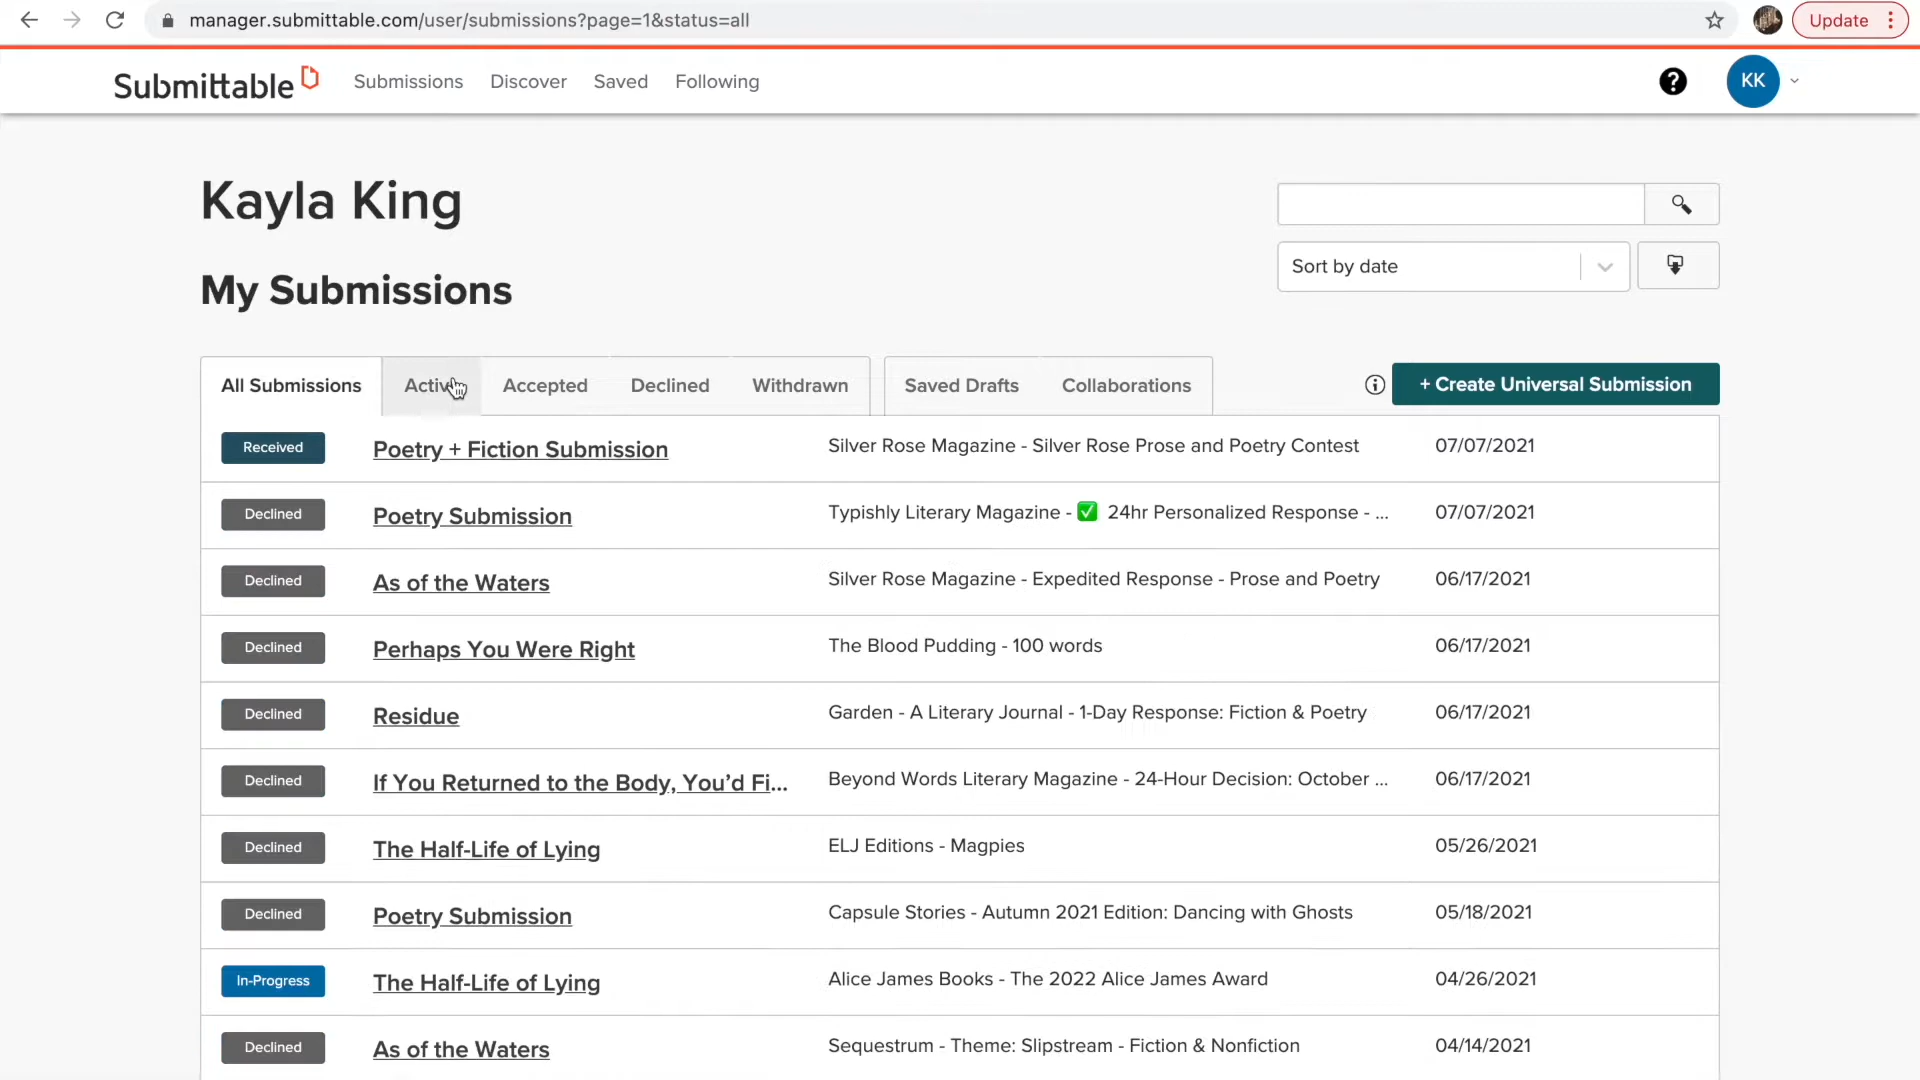 manager.submittable.com/user/submissions?page=1&status=all
Update
Submittable
Submissions
Discover
Saved
Following
?
KK
Kayla King
Sort by date
My Submissions
All Submissions
Activ
Accepted
Declined
Withdrawn
Saved Drafts
Collaborations
+ Create Universal Submission
Received Poetry + Fiction Submission Silver Rose Magazine - Silver Rose Prose and Poetry Contest 07/07/2021
Declined Poetry Submission Typishly Literary Magazine - ✅ 24hr Personalized Response - ... 07/07/2021
Declined As of the Waters Silver Rose Magazine - Expedited Response - Prose and Poetry 06/17/2021
Declined Perhaps You Were Right The Blood Pudding - 100 words 06/17/2021
Declined Residue Garden - A Literary Journal - 1-Day Response: Fiction & Poetry 06/17/2021
Declined If You Returned to the Body, You’d Fi... Beyond Words Literary Magazine - 24-Hour Decision: October ... 06/17/2021
Declined The Half-Life of Lying ELJ Editions - Magpies 05/26/2021
Declined Poetry Submission Capsule Stories - Autumn 2021 Edition: Dancing with Ghosts 05/18/2021
In-Progress The Half-Life of Lying Alice James Books - The 2022 Alice James Award 04/26/2021
Declined As of the Waters Sequestrum - Theme: Slipstream - Fiction & Nonfiction 04/14/2021